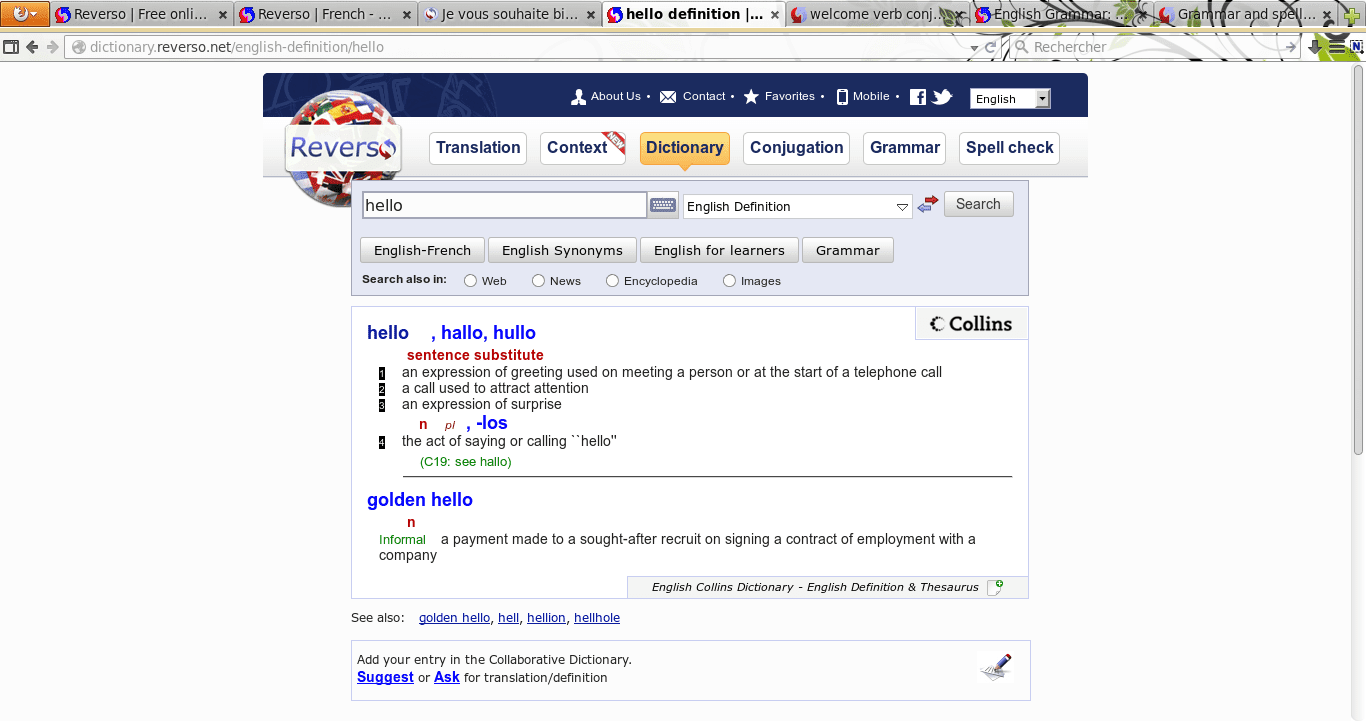 Reverso | Free onli... Reverso | French - ... Je vous souhaite bi... hello definition |... welcome verb conj... English Grammar: ... Grammar and spell...
dictionary.reverso.net/english-definition/hello Rechercher
About Us • Contact • Favorites • Mobile • English
Reverso Translation Context NEW Dictionary Conjugation Grammar Spell check
hello English Definition Search
English-French English Synonyms English for learners Grammar
Search also in: Web News Encyclopedia Images
Collins
hello , hallo, hullo
sentence substitute
1 an expression of greeting used on meeting a person or at the start of a telephone call
2 a call used to attract attention
3 an expression of surprise
n pl , -los
4 the act of saying or calling ``hello''
(C19: see hallo)
golden hello
n
Informal a payment made to a sought-after recruit on signing a contract of employment with a
company
English Collins Dictionary - English Definition & Thesaurus
See also: golden hello, hell, hellion, hellhole
Add your entry in the Collaborative Dictionary.
Suggest or Ask for translation/definition